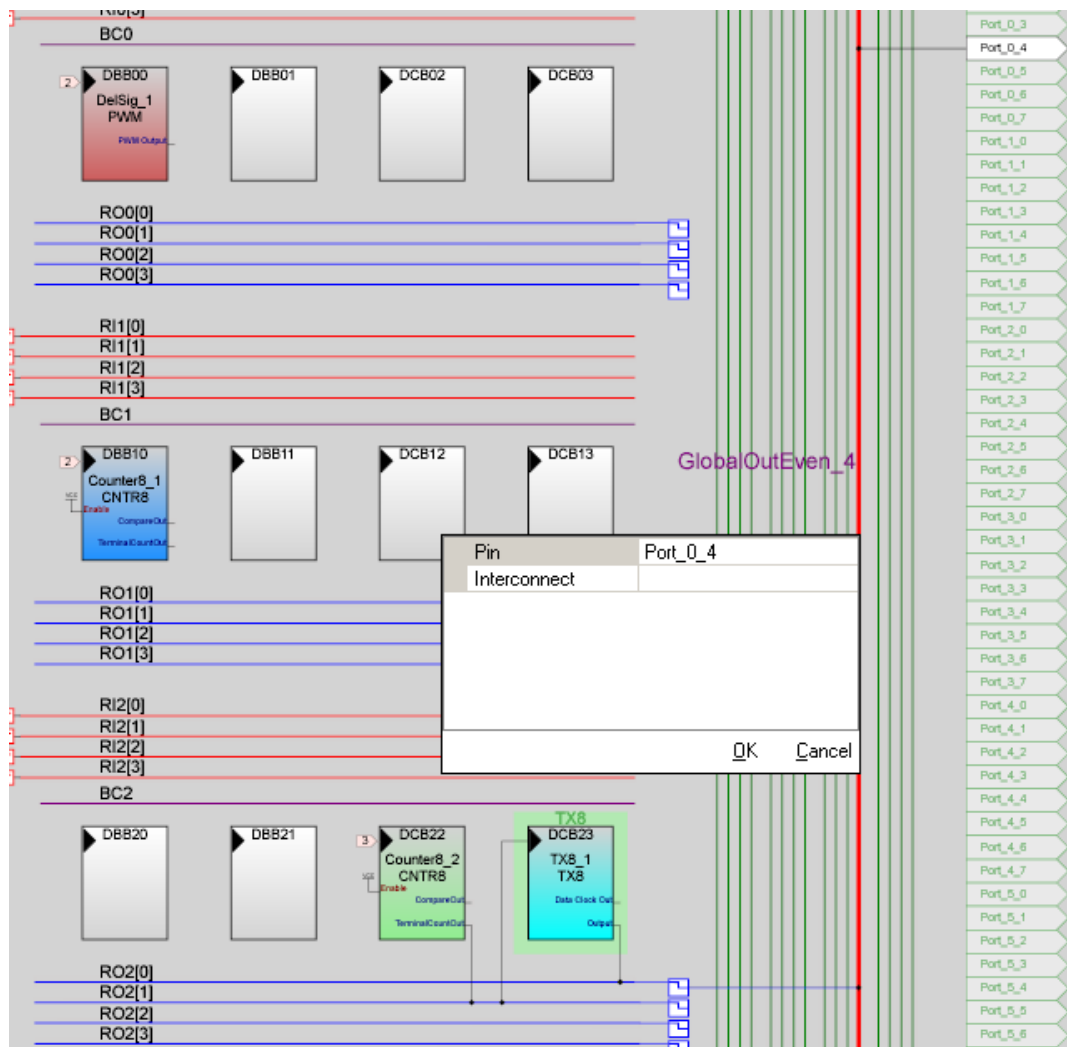 BC0
2
DBB00
DelSig_1
PWM
PWM Output
DBB01
DCB02
DCB03
RO0[0]
RO0[1]
RO0[2]
RO0[3]
RI1[0]
RI1[1]
RI1[2]
RI1[3]
BC1
2
DBB10
Counter8_1
CNTR8
VCC
Enable
CompareOut
TerminalCountOut
DBB11
DCB12
DCB13
GlobalOutEven_4
Pin Port_0_4
Interconnect
OK Cancel
RO1[0]
RO1[1]
RO1[2]
RO1[3]
RI2[0]
RI2[1]
RI2[2]
RI2[3]
BC2
DBB20
DBB21
3
DCB22
Counter8_2
CNTR8
VCC
Enable
CompareOut
TerminalCountOut
TX8
DCB23
TX8_1
TX8
Data Clock Out
Output
RO2[0]
RO2[1]
RO2[2]
RO2[3]
Port_0_3
Port_0_4
Port_0_5
Port_0_6
Port_0_7
Port_1_0
Port_1_1
Port_1_2
Port_1_3
Port_1_4
Port_1_5
Port_1_6
Port_1_7
Port_2_0
Port_2_1
Port_2_2
Port_2_3
Port_2_4
Port_2_5
Port_2_6
Port_2_7
Port_3_0
Port_3_1
Port_3_2
Port_3_3
Port_3_4
Port_3_5
Port_3_6
Port_3_7
Port_4_0
Port_4_1
Port_4_2
Port_4_3
Port_4_4
Port_4_5
Port_4_6
Port_4_7
Port_5_0
Port_5_1
Port_5_2
Port_5_3
Port_5_4
Port_5_5
Port_5_6